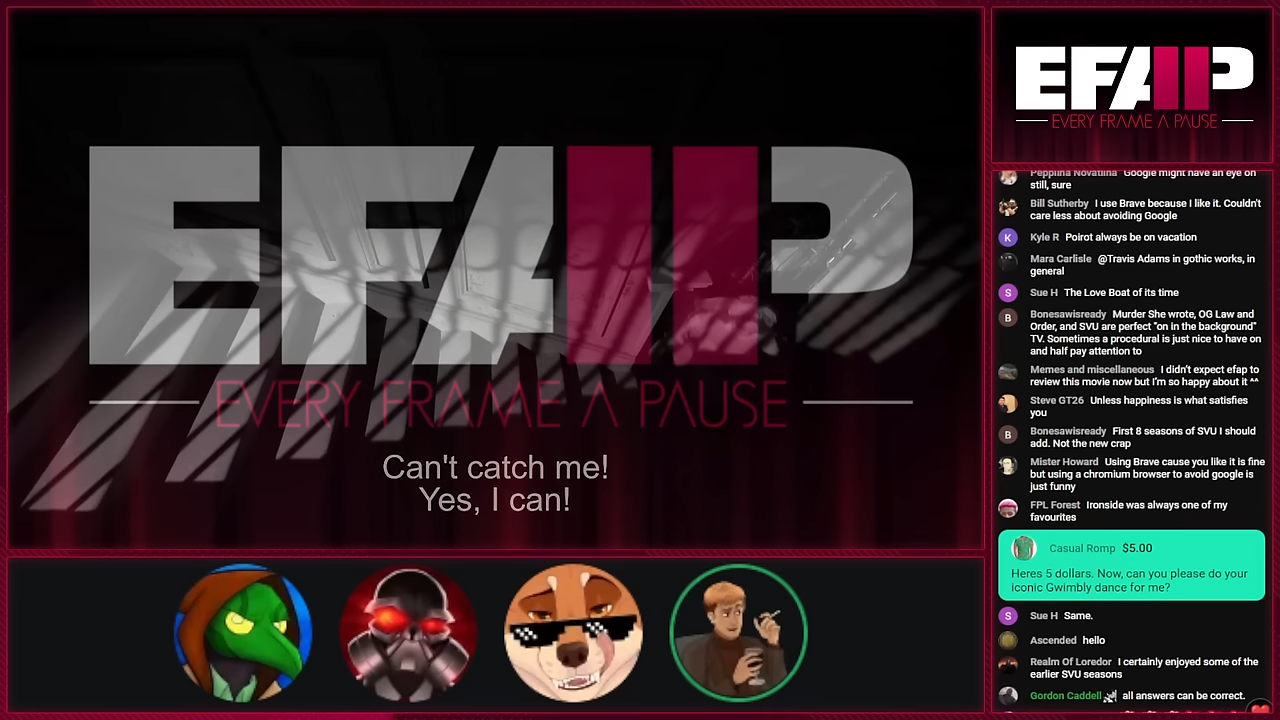 EFAP
EVERY FRAME A PAUSE
Can't catch me!
Yes, I can!
EFAP
EVERY FRAME A PAUSE
Peppiina Novatiina Google might have an eye on
still, sure
Bill Sutherby I use Brave because I like it. Couldn't
care less about avoiding Google
K Kyle R Poirot always be on vacation
Mara Carlisle @Travis Adams in gothic works, in
general
S Sue H The Love Boat of its time
B Bonesawisready Murder She wrote, OG Law and
Order, and SVU are perfect "on in the background"
TV. Sometimes a procedural is just nice to have on
and half pay attention to
Memes and miscellaneous I didn't expect efap to
review this movie now but I'm so happy about it ^^
Steve GT26 Unless happiness is what satisfies
you
B Bonesawisready First 8 seasons of SVU I should
add. Not the new crap
Mister Howard Using Brave cause you like it is fine
but using a chromium browser to avoid google is
just funny
FPL Forest Ironside was always one of my
favourites
Casual Romp $5.00
Heres 5 dollars. Now, can you please do your
iconic Gwimbly dance for me?
S Sue H Same.
Ascended hello
Realm Of Loredor I certainly enjoyed some of the
earlier SVU seasons
Gordon Caddell all answers can be correct.